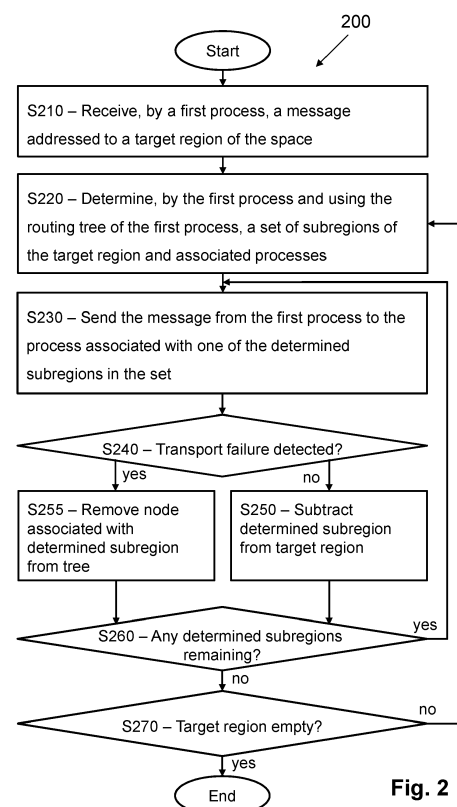 200
Start
S210 – Receive, by a first process, a message
addressed to a target region of the space
S220 – Determine, by the first process and using the
routing tree of the first process, a set of subregions of
the target region and associated processes
S230 – Send the message from the first process to the
process associated with one of the determined
subregions in the set
S240 – Transport failure detected?
yes
no
S255 – Remove node
associated with
determined subregion
from tree
S250 – Subtract
determined subregion
from target region
S260 – Any determined subregions
remaining?
yes
no
S270 – Target region empty?
no
yes
End
Fig. 2